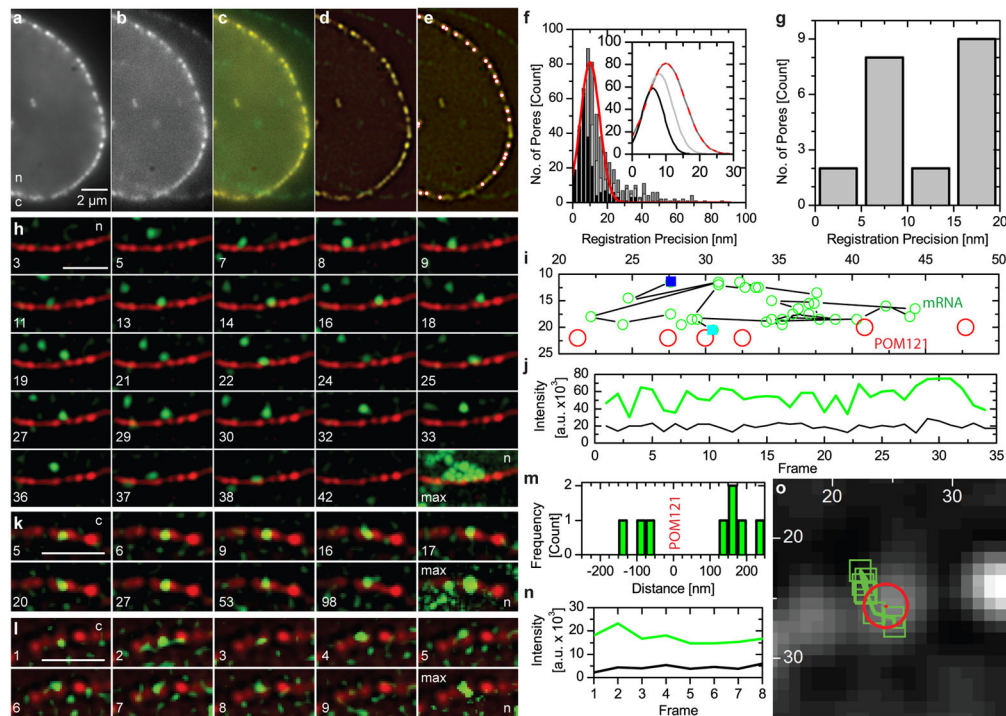 a b c d e
n
c
2 µm
f
No. of Pores [Count]
100
80
60
40
20
0
0 20 40 60 80 100
Registration Precision [nm]
100
80
60
40
20
0
0 10 20 30
g
No. of Pores [Count]
9
6
3
0
0 5 10 15 20
Registration Precision [nm]
h
n
3 5 7 8 9
11 13 14 16 18
19 21 22 24 25
27 29 30 32 33
36 37 38 42 max
n
i
20 25 30 35 40 45 50
10
15
20
25
mRNA
POM121
j
Intensity
[a.u. x10³]
80
60
40
20
0
0 5 10 15 20 25 30 35
Frame
k
c
5 6 9 16 17
20 27 53 98 max
n
l
c
1 2 3 4 5
6 7 8 9 max
n
m
Frequency
[Count]
2
1
0
POM121
-200 -100 0 100 200
Distance [nm]
n
Intensity
[a.u. x10³]
30
20
10
0
1 2 3 4 5 6 7 8
Frame
o
20 30
20
30